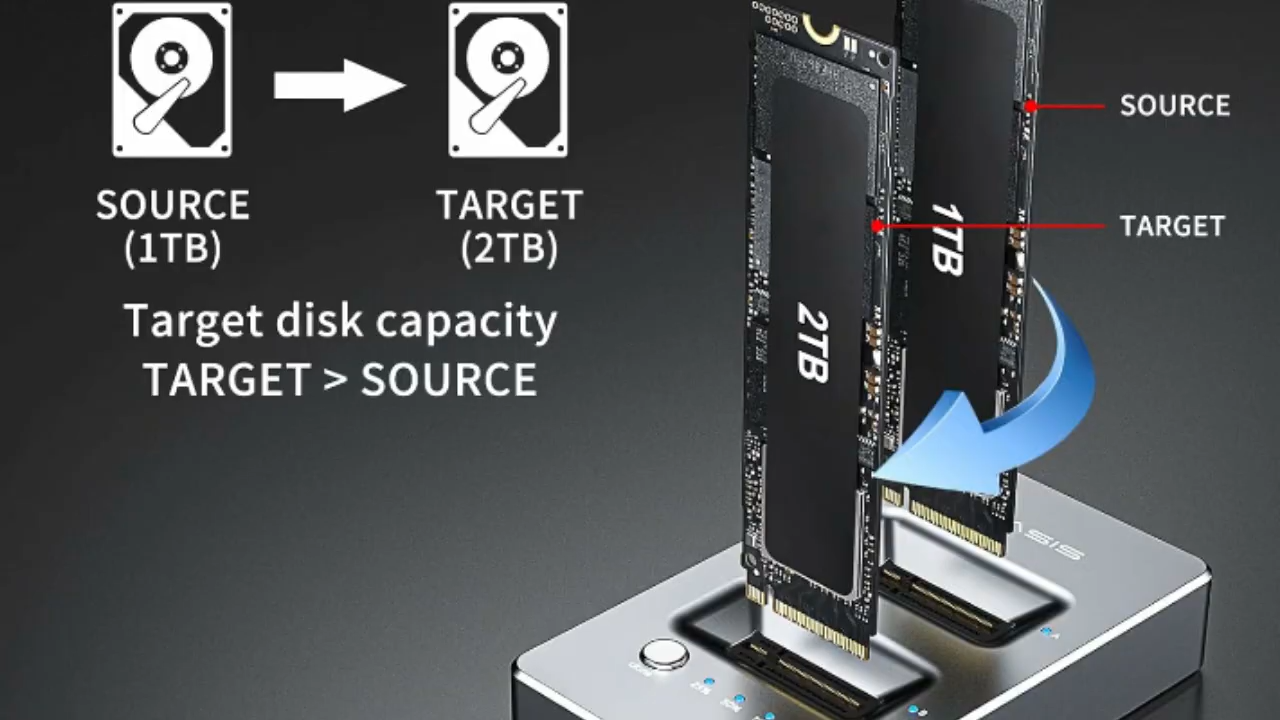 SOURCE
(1TB)
TARGET
(2TB)
Target disk capacity
TARGET > SOURCE
SOURCE
TARGET
1TB
2TB